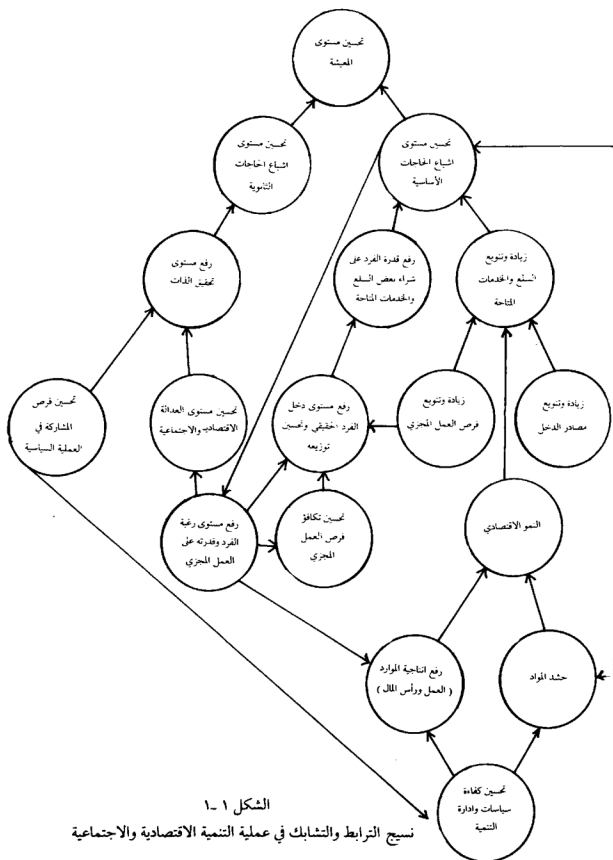 تحسين مستوى
المعيشة
تحسين مستوى
اشباع الحاجات
الأساسية
تحسين مستوى
اشباع الحاجات
الثانوية
زيادة وتنويع
السلع والخدمات
المتاحة
رفع قدرة الفرد على
شراء بعض السلع
والخدمات المتاحة
رفع مستوى
تحقيق الذات
زيادة وتنويع
مصادر الدخل
زيادة وتنويع
فرص العمل المجزي
رفع مستوى دخل
الفرد الحقيقي وتحسين
توزيعه
تحسين مستوى العدالة
الاقتصادية والاجتماعية
تحسين فرص
المشاركة في
العملية السياسية
النمو الاقتصادي
تحسين تكافؤ
فرص العمل
المجزي
رفع مستوى رغبة
الفرد وقدرته على
العمل المجزي
حشد المواد
رفع انتاجية الموارد
( العمل ورأس المال )
تحسين كفاءة
سياسات وادارة
التنمية
الشكل ١ -١
نسيج الترابط والتشابك في عملية التنمية الاقتصادية والاجتماعية